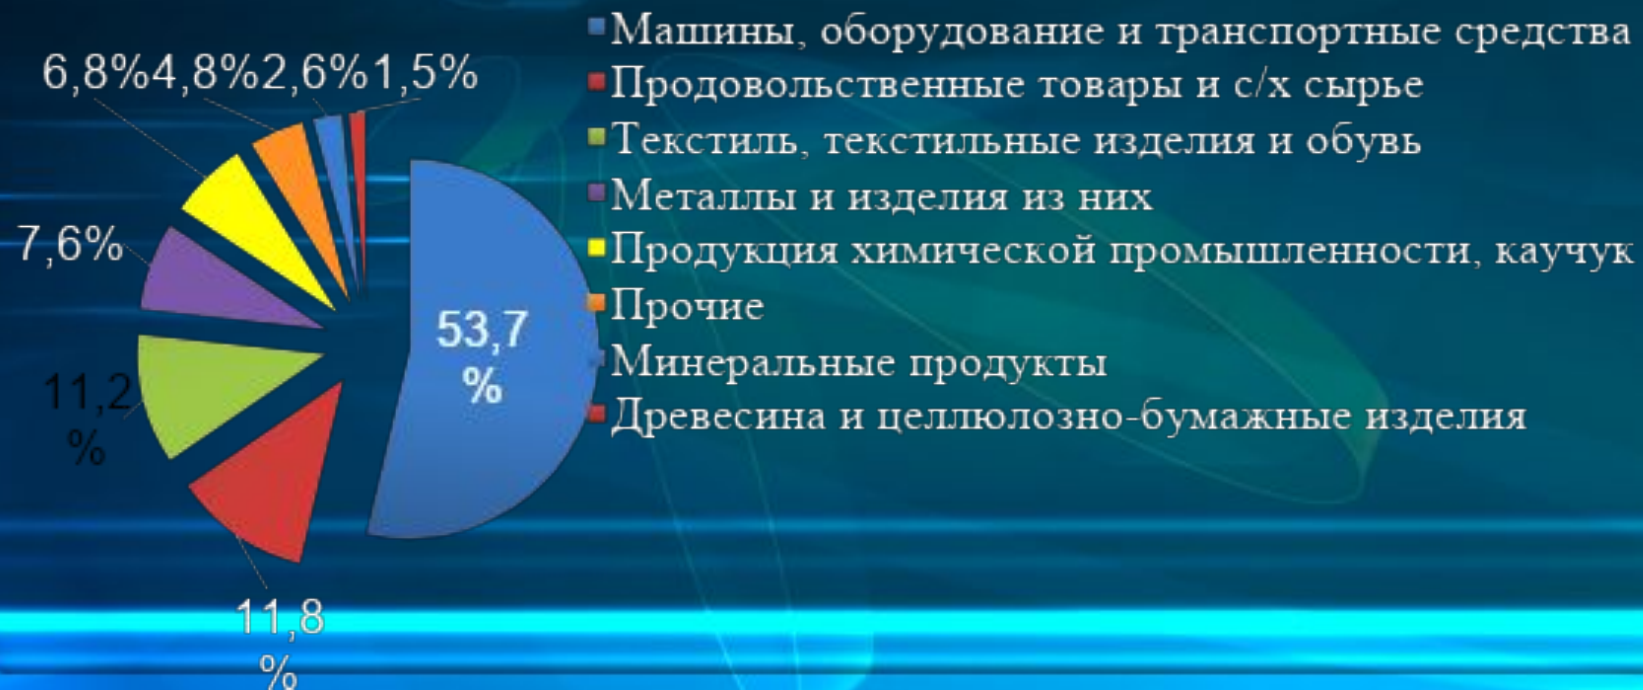 6,8%4,8%2,6%1,5%
7,6%
11,2
%
11,8
%
53,7
%
Машины, оборудование и транспортные средства
Продовольственные товары и с/х сырье
Текстиль, текстильные изделия и обувь
Металлы и изделия из них
Продукция химической промышленности, каучук
Прочие
Минеральные продукты
Древесина и целлюлозно-бумажные изделия